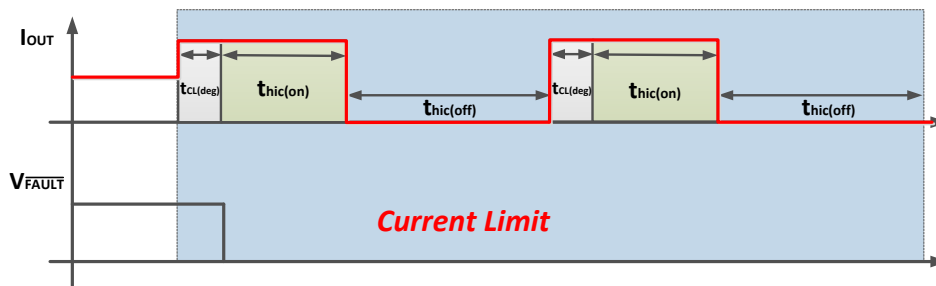 IOUT
tCL(deg)
thic(on)
thic(off)
tCL(deg)
thic(on)
thic(off)
VFAULT
Current Limit